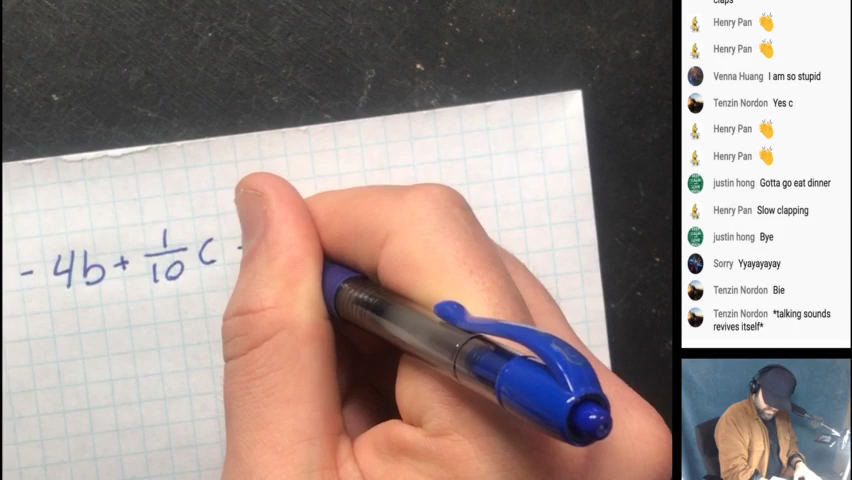 - 4b + 1/10 c -
claps
Henry Pan 👏
Henry Pan 👏
Venna Huang I am so stupid
Tenzin Nordon Yes c
Henry Pan 👏
Henry Pan 👏
justin hong Gotta go eat dinner
Henry Pan Slow clapping
justin hong Bye
Sorry Yyayayayay
Tenzin Nordon Bie
Tenzin Nordon *talking sounds
revives itself*